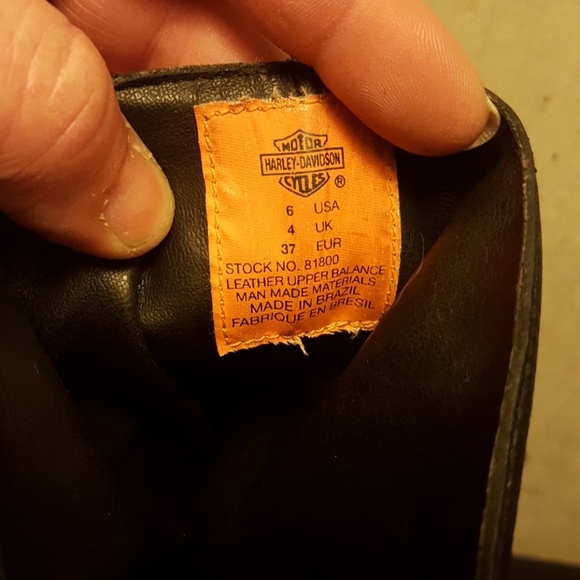 MOTOR
HARLEY-DAVIDSON
CYCLES
®
6 USA
4 UK
37 EUR
STOCK NO. 81800
LEATHER UPPER BALANCE
MAN MADE MATERIALS
MADE IN BRAZIL
FABRIQUE EN BRESIL